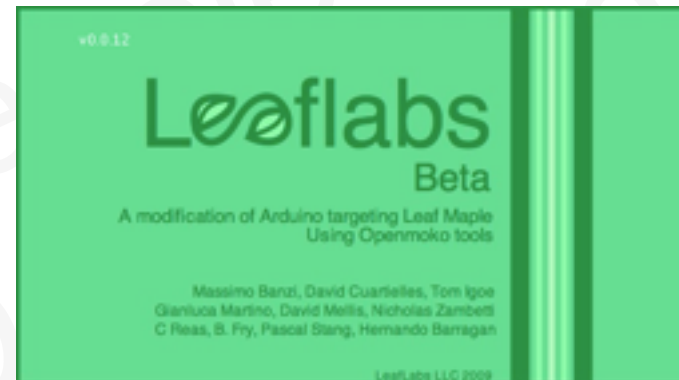 v0.0.12
Leaflabs
Beta
A modification of Arduino targeting Leaf Maple
Using Openmoko tools
Massimo Banzi, David Cuartielles, Tom Igoe
Gianluca Martino, David Mellis, Nicholas Zambetti
C Reas, B. Fry, Pascal Stang, Hernando Barragan
LeafLabs LLC 2009